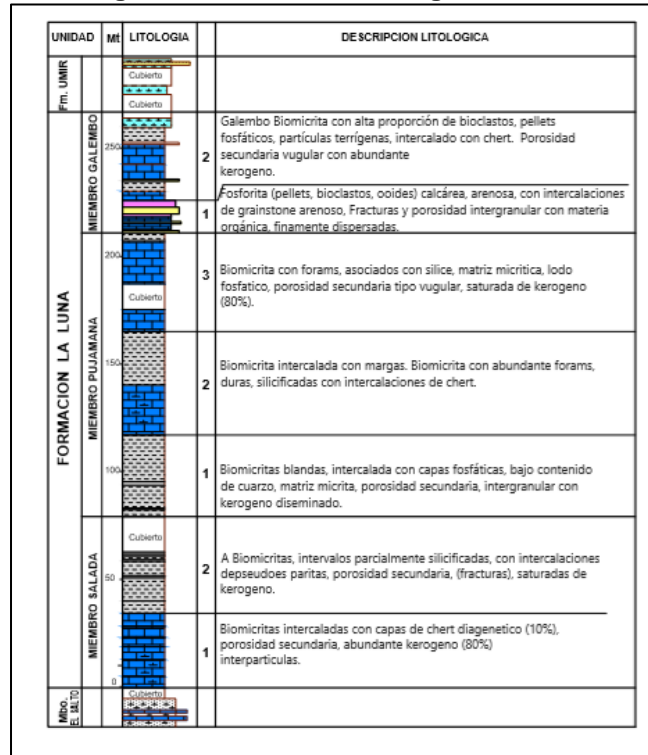 UNIDAD Mt LITOLOGIA DESCRIPCION LITOLOGICA
Fm. UMIR
Cubierto
Cubierto
FORMACION LA LUNA
MIEMBRO GALEMBO
250
2
Galembo Biomicrita con alta proporción de bioclastos, pellets
fosfáticos, partículas terrígenas, intercalado con chert. Porosidad
secundaria vugular con abundante
kerogeno.
1
Fosforita (pellets, bioclastos, ooides) calcárea, arenosa, con intercalaciones
de grainstone arenoso, Fracturas y porosidad intergranular con materia
orgánica, finamente dispersadas.
MIEMBRO PUJAMANA
200
Cubierto
3
Biomicrita con forams, asociados con silice, matriz micritica, lodo
fosfatico, porosidad secundaria tipo vugular, saturada de kerogeno
(80%).
150
2
Biomicrita intercalada con margas. Biomicrita con abundante forams,
duras, silicificadas con intercalaciones de chert.
100
1
Biomicritas blandas, intercalada con capas fosfáticas, bajo contenido
de cuarzo, matriz micrita, porosidad secundaria, intergranular con
kerogeno diseminado.
MIEMBRO SALADA
Cubierto
50
2
A Biomicritas, intervalos parcialmente silicificadas, con intercalaciones
depseudoes paritas, porosidad secundaria, (fracturas), saturadas de
kerogeno.
1
Biomicritas intercaladas con capas de chert diagenetico (10%),
porosidad secundaria, abundante kerogeno (80%)
interparticulas.
0
Mbo.
EL SALTO
Cubierto